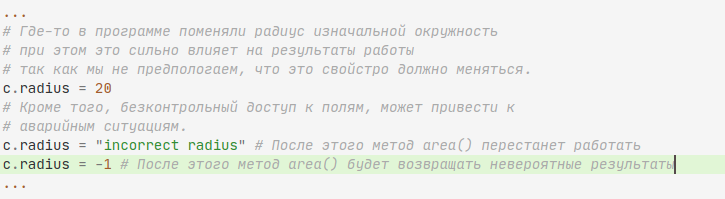 ...
# Где-то в программе поменяли радиус изначальной окружность
# при этом это сильно влияет на результаты работы
# так как мы не предпологаем, что это свойстро должно меняться.
c.radius = 20
# Кроме того, безконтрольный доступ к полям, может привести к
# аварийным ситуациям.
c.radius = "incorrect radius" # После этого метод area() перестанет работать
c.radius = -1 # После этого метод area() будет возвращать невероятные результаты
...